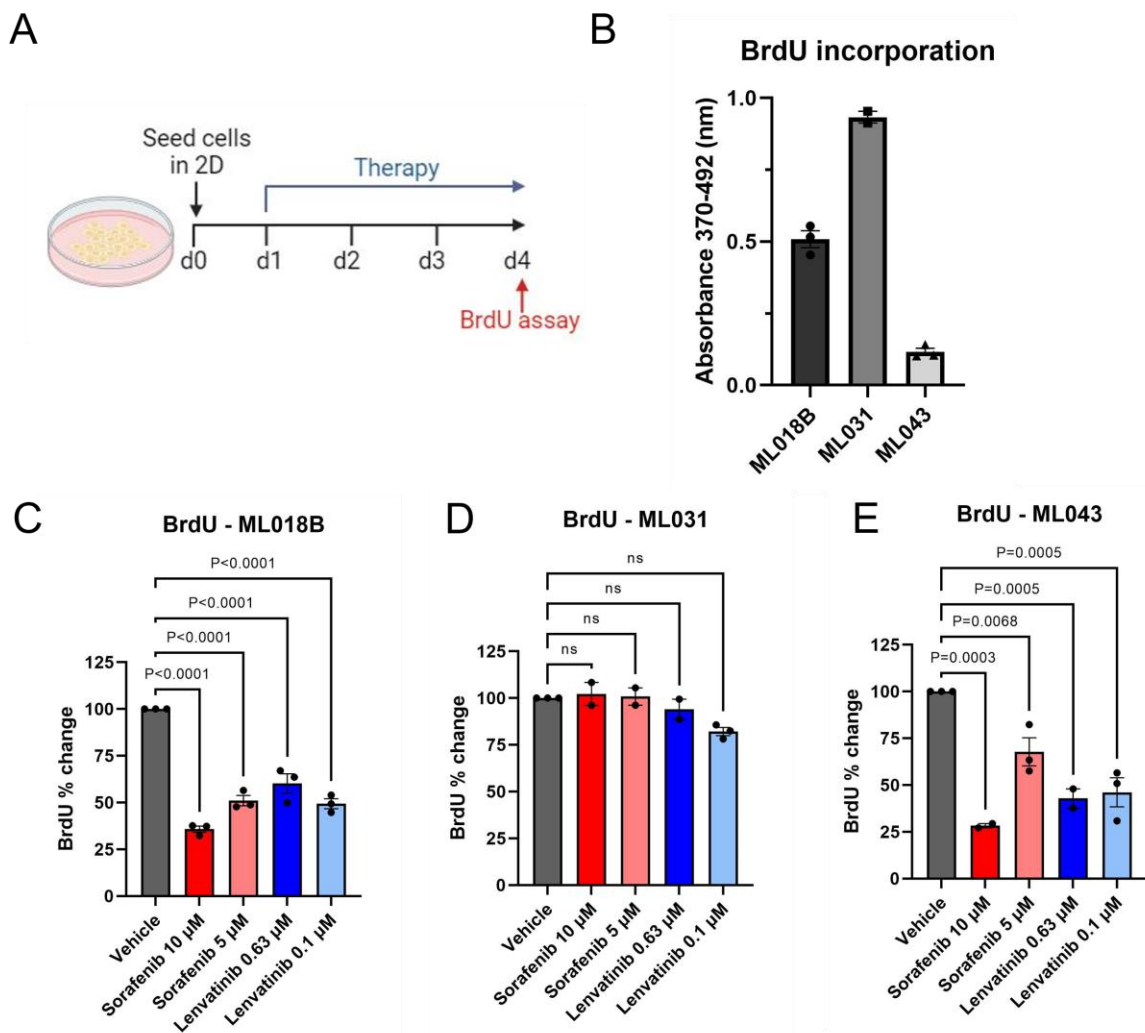 A
Seed cells
in 2D
Therapy
d0
d1
d2
d3
d4
BrdU assay
B
BrdU incorporation
Absorbance 370-492 (nm)
1.0
0.5
0.0
ML018B
ML031
ML043
C
BrdU - ML018B
P<0.0001
P<0.0001
P<0.0001
P<0.0001
BrdU % change
125
100
75
50
25
0
Vehicle
Sorafenib 10 µM
Sorafenib 5 µM
Lenvatinib 0.63 µM
Lenvatinib 0.1 µM
D
BrdU - ML031
ns
ns
ns
ns
BrdU % change
125
100
75
50
25
0
Vehicle
Sorafenib 10 µM
Sorafenib 5 µM
Lenvatinib 0.63 µM
Lenvatinib 0.1 µM
E
BrdU - ML043
P=0.0005
P=0.0005
P=0.0068
P=0.0003
BrdU % change
125
100
75
50
25
0
Vehicle
Sorafenib 10 µM
Sorafenib 5 µM
Lenvatinib 0.63 µM
Lenvatinib 0.1 µM